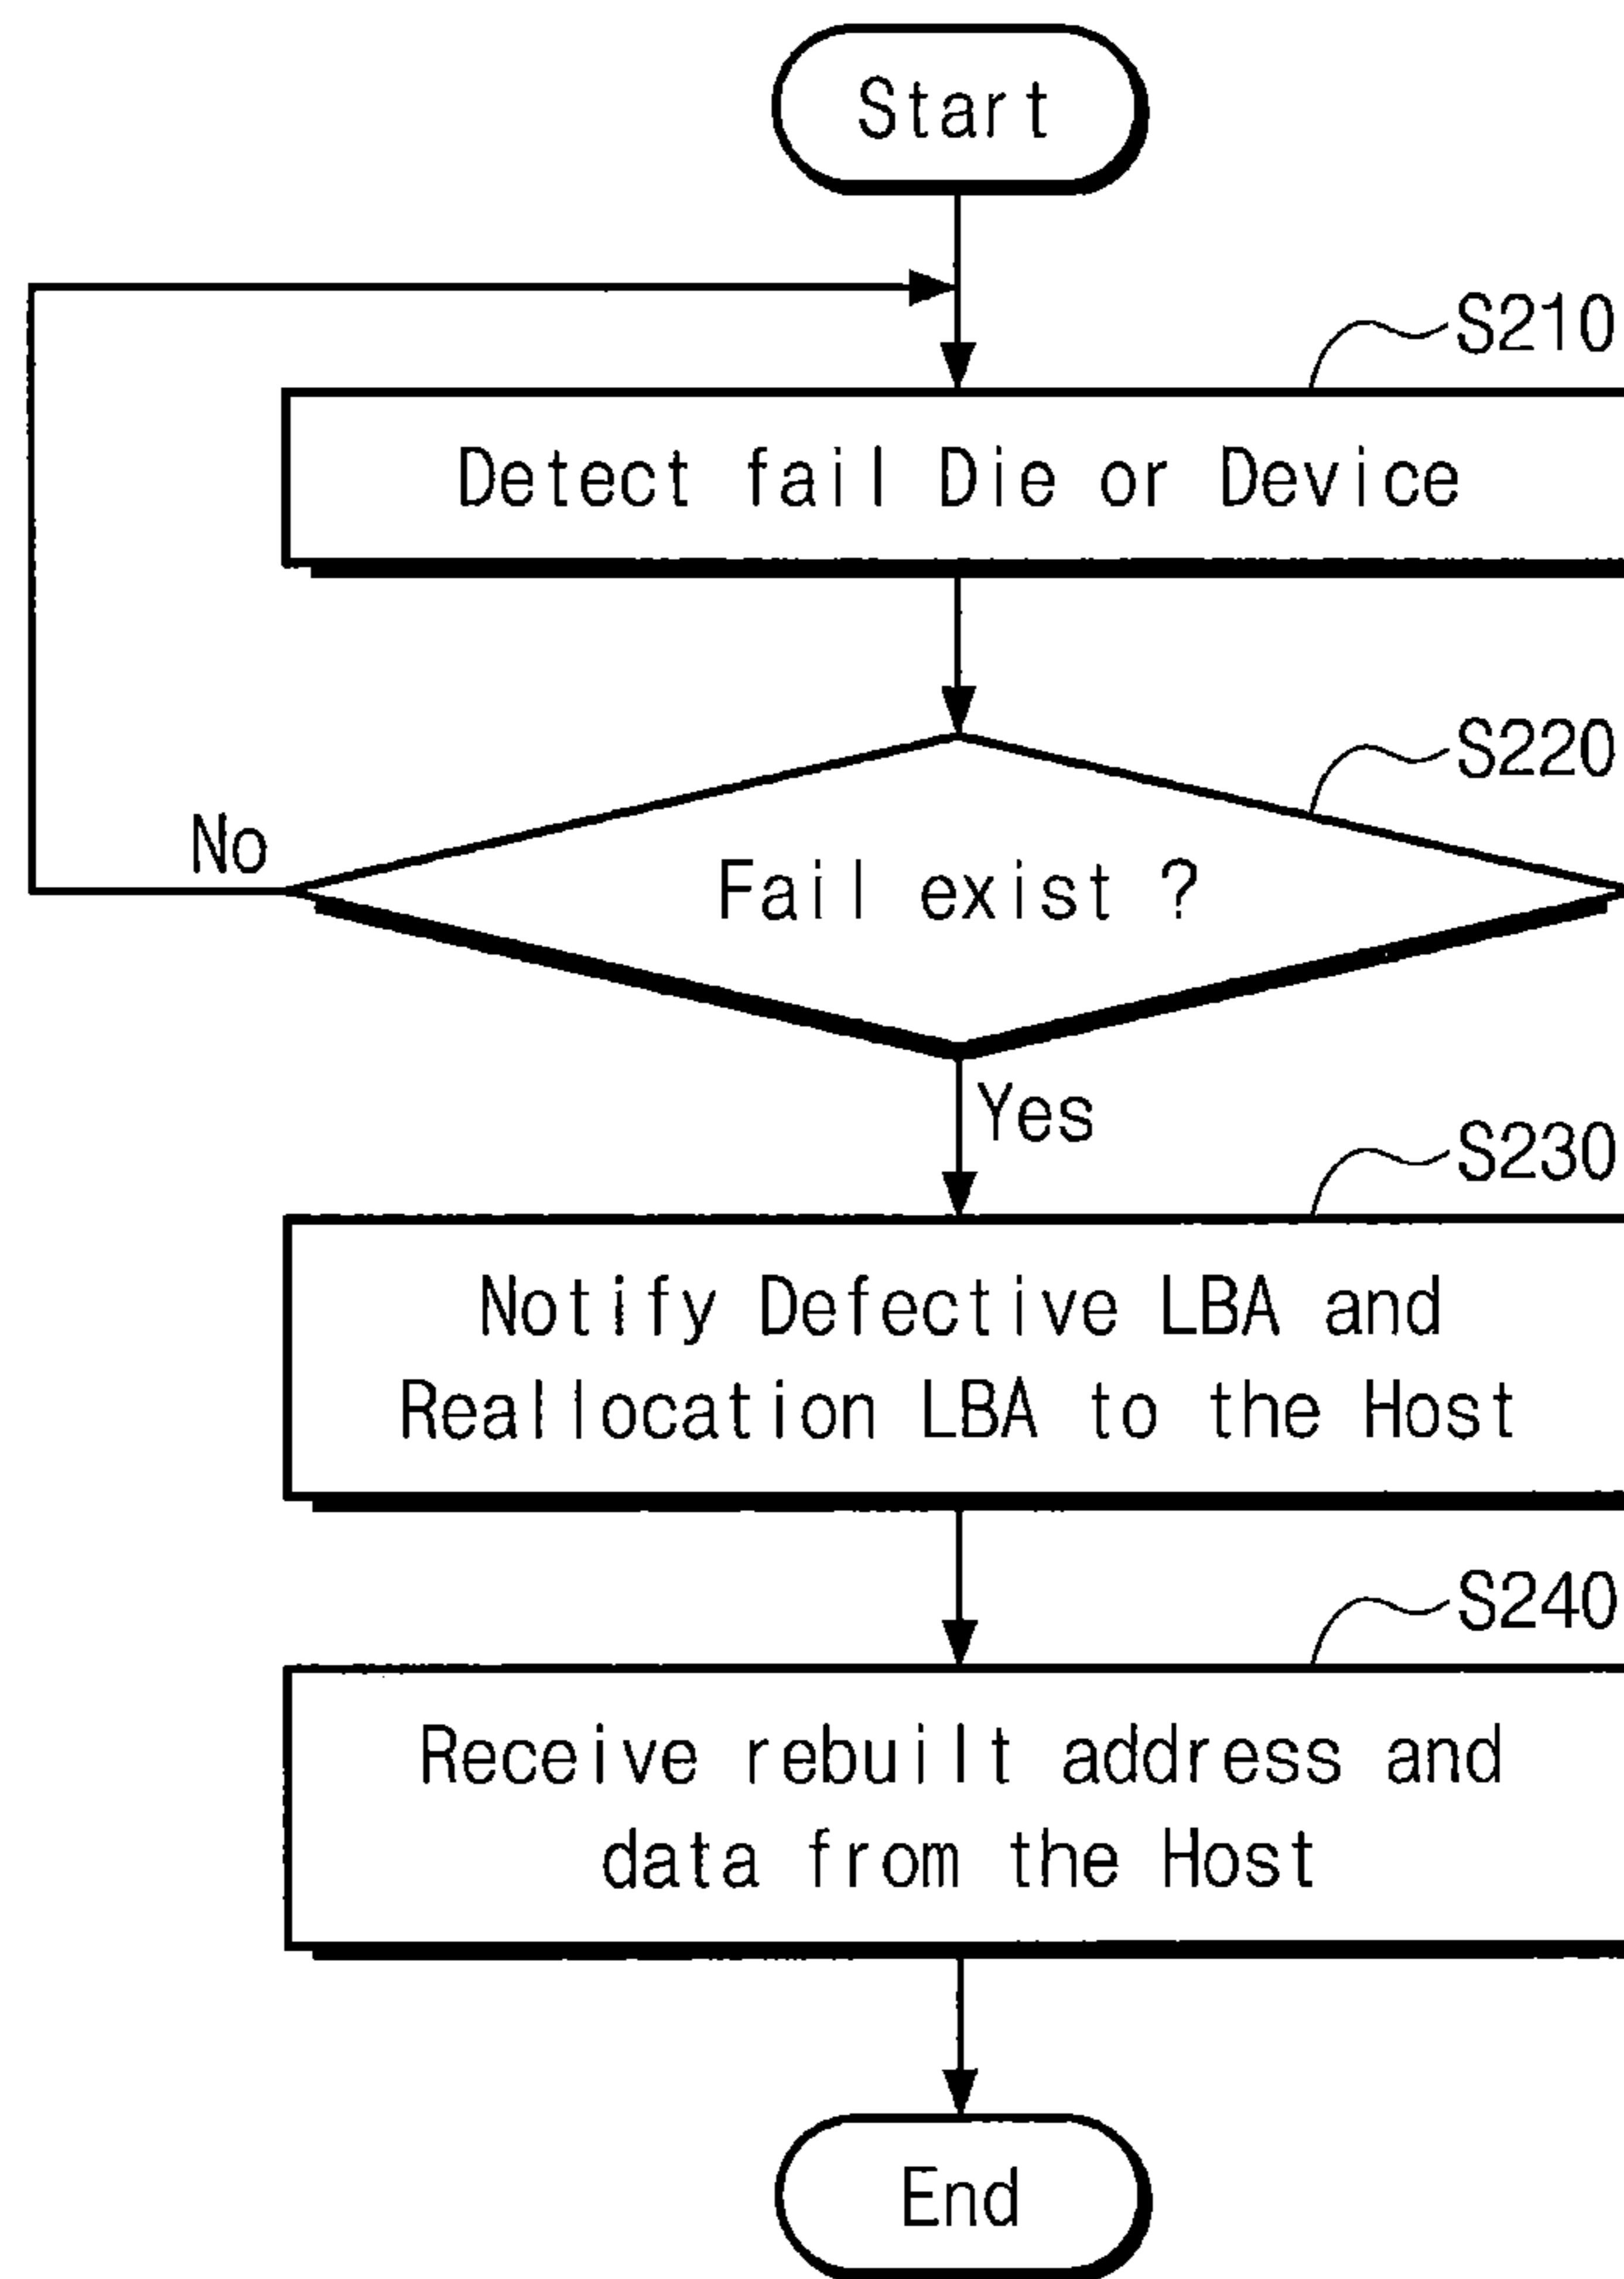 Start
S210
Detect fail Die or Device
S220
No
Fail exist ?
Yes
S230
Notify Defective LBA and
Reallocation LBA to the Host
S240
Receive rebuilt address and
data from the Host
End